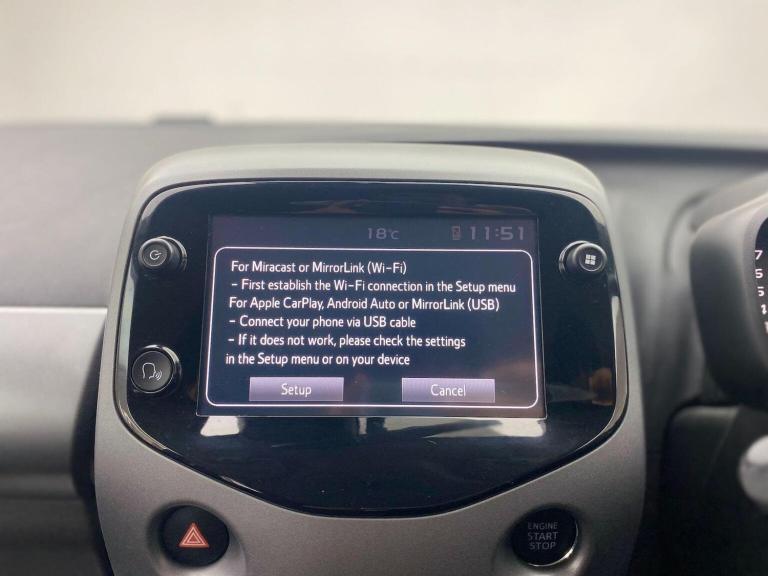 18°C 11:51
For Miracast or MirrorLink (Wi-Fi)
- First establish the Wi-Fi connection in the Setup menu
For Apple CarPlay, Android Auto or MirrorLink (USB)
- Connect your phone via USB cable
- If it does not work, please check the settings
in the Setup menu or on your device
Setup Cancel
ENGINE
START
STOP
7
5